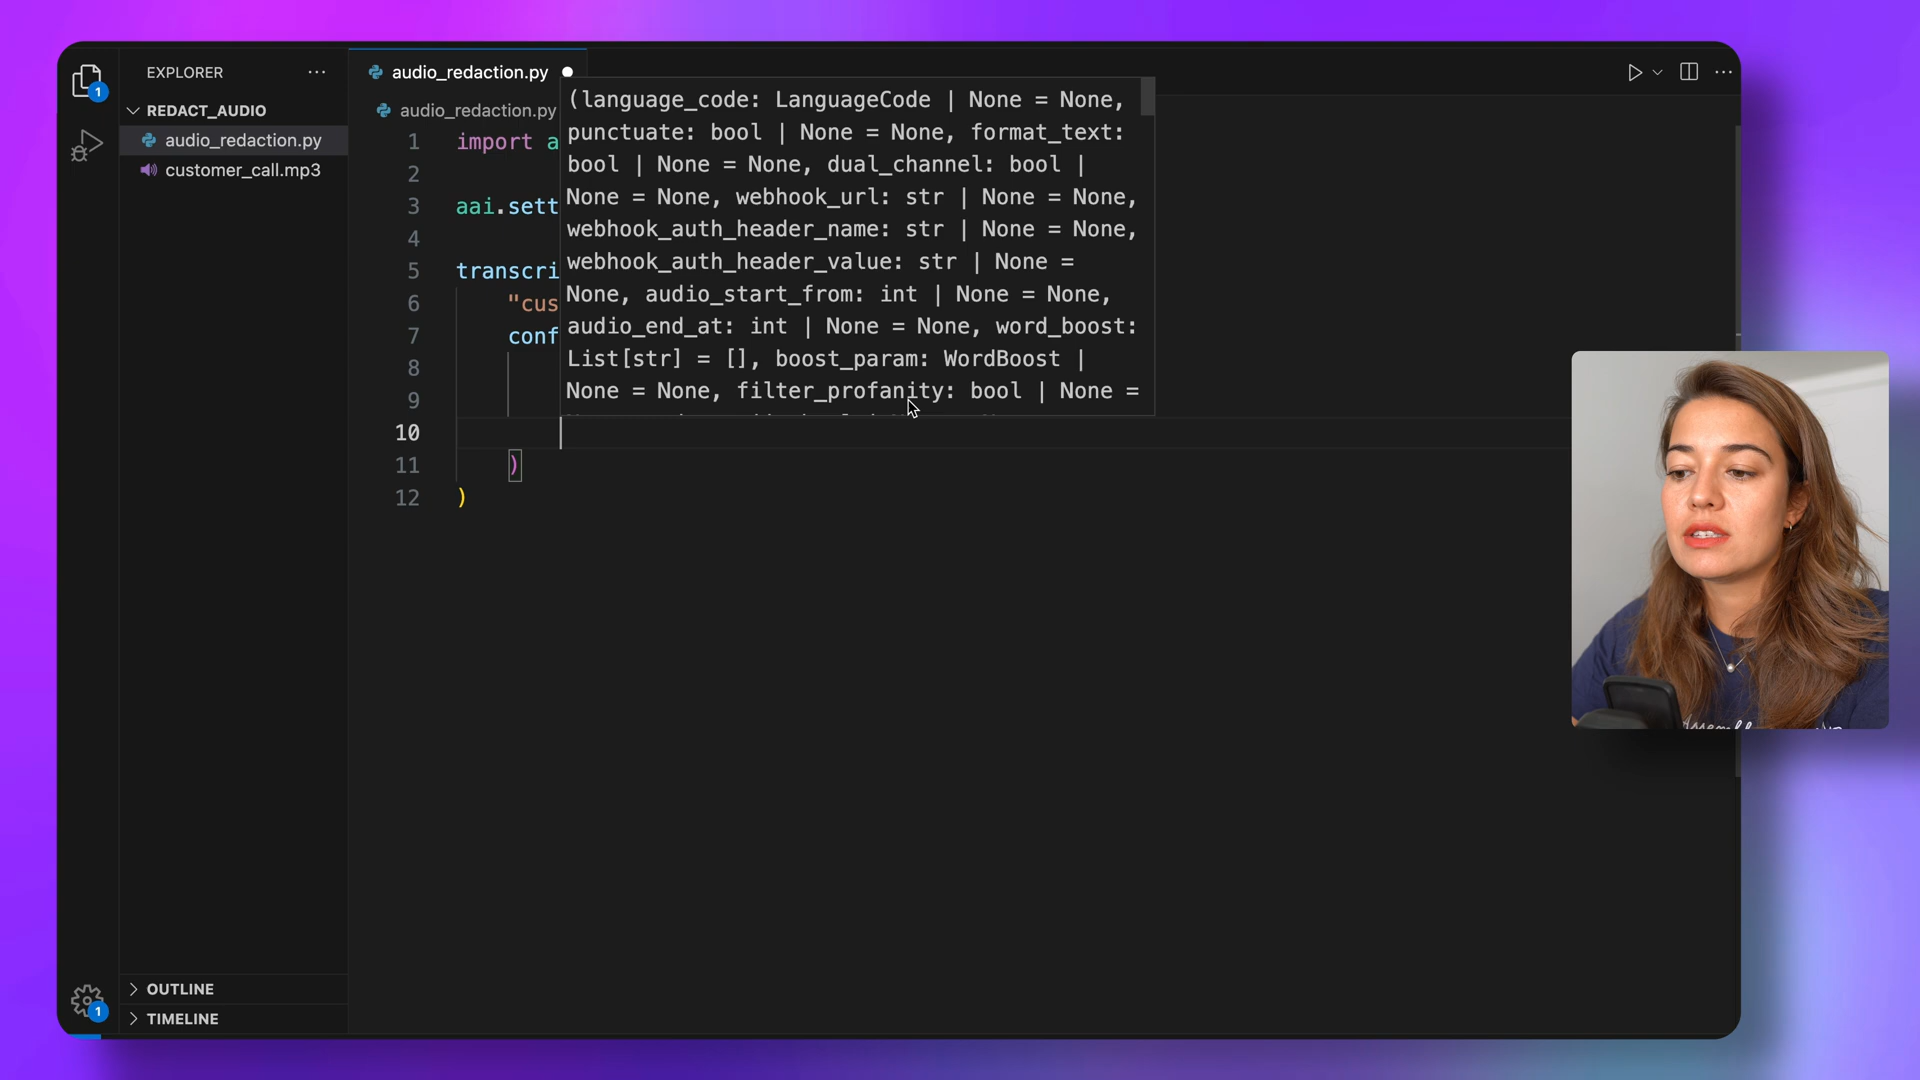 EXPLORER
REDACT_AUDIO
audio_redaction.py
customer_call.mp3
OUTLINE
TIMELINE
1
1
audio_redaction.py
audio_redaction.py
1 import a
2
3 aai.sett
4
5 transcri
6 "cus
7 conf
8
9
10
11 )
12 )
(language_code: LanguageCode | None = None,
punctuate: bool | None = None, format_text:
bool | None = None, dual_channel: bool |
None = None, webhook_url: str | None = None,
webhook_auth_header_name: str | None = None,
webhook_auth_header_value: str | None =
None, audio_start_from: int | None = None,
audio_end_at: int | None = None, word_boost:
List[str] = [], boost_param: WordBoost |
None = None, filter_profanity: bool | None =